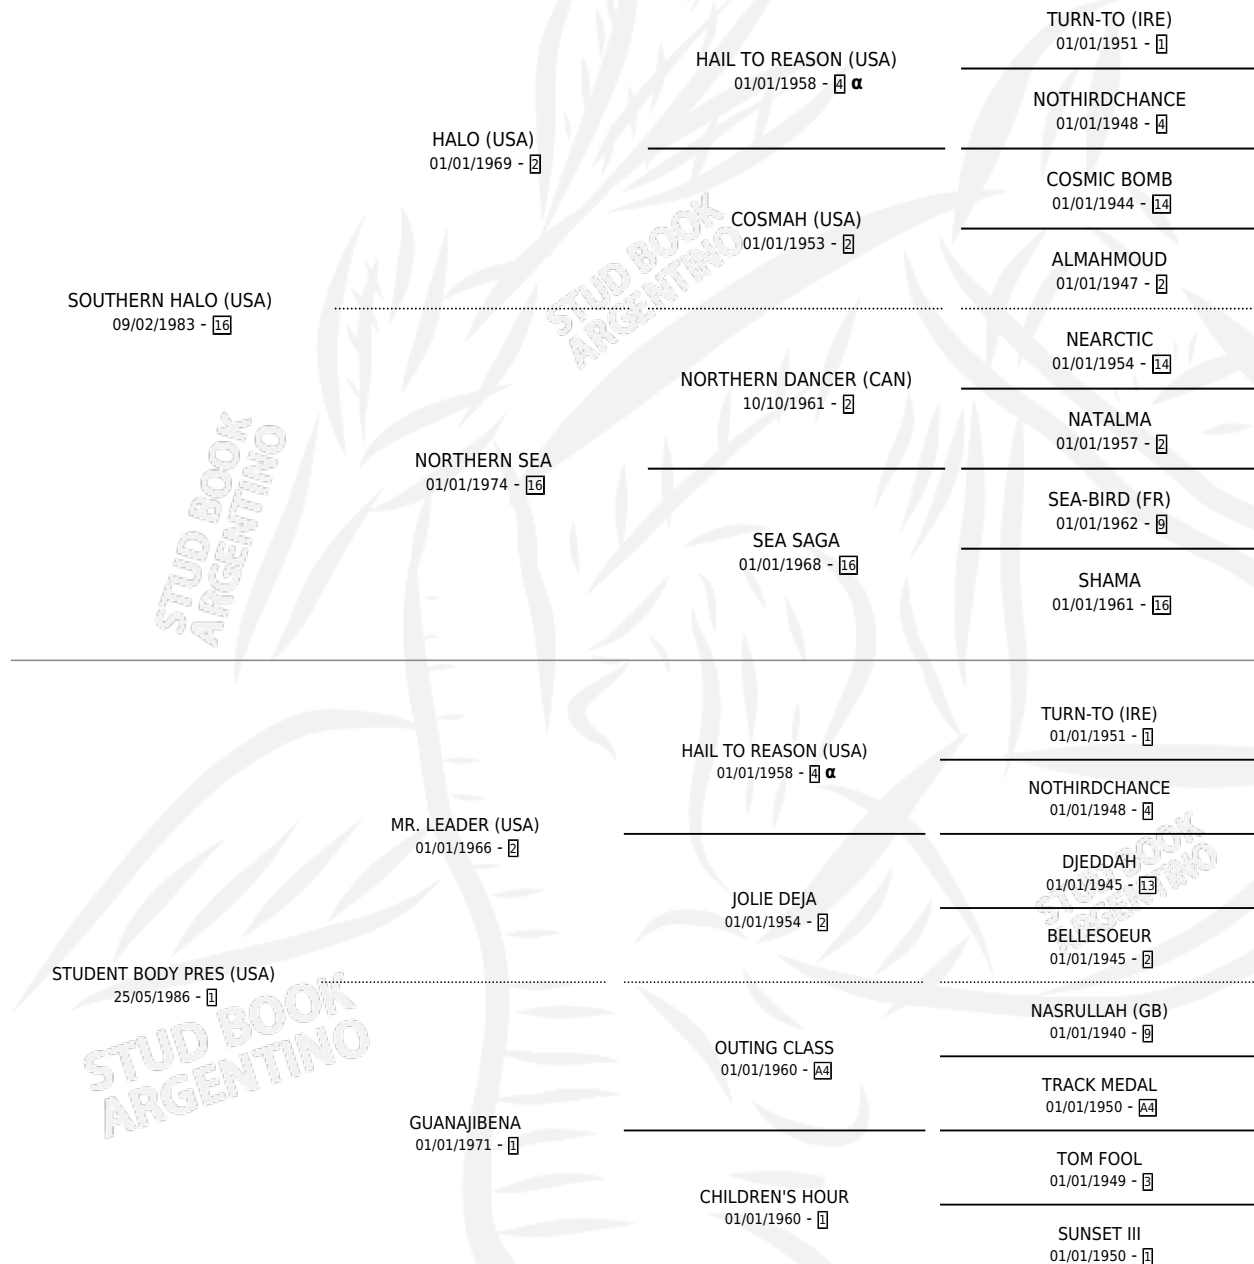 TURN-TO (IRE)
01/01/1951 - 1
HAIL TO REASON (USA)
01/01/1958 - 4 α
NOTHIRDCHANCE
01/01/1948 - 4
HALO (USA)
01/01/1969 - 2
COSMIC BOMB
01/01/1944 - 14
COSMAH (USA)
01/01/1953 - 2
ALMAHMOUD
01/01/1947 - 2
SOUTHERN HALO (USA)
09/02/1983 - 16
NEARCTIC
01/01/1954 - 14
NORTHERN DANCER (CAN)
10/10/1961 - 2
NATALMA
01/01/1957 - 2
NORTHERN SEA
01/01/1974 - 16
SEA-BIRD (FR)
01/01/1962 - 9
SEA SAGA
01/01/1968 - 16
SHAMA
01/01/1961 - 16
TURN-TO (IRE)
01/01/1951 - 1
HAIL TO REASON (USA)
01/01/1958 - 4 α
NOTHIRDCHANCE
01/01/1948 - 4
MR. LEADER (USA)
01/01/1966 - 2
DJEDDAH
01/01/1945 - 13
JOLIE DEJA
01/01/1954 - 2
BELLESOEUR
01/01/1945 - 2
STUDENT BODY PRES (USA)
25/05/1986 - 1
NASRULLAH (GB)
01/01/1940 - 9
OUTING CLASS
01/01/1960 - A4
TRACK MEDAL
01/01/1950 - A4
GUANAJIBENA
01/01/1971 - 1
TOM FOOL
01/01/1949 - 3
CHILDREN'S HOUR
01/01/1960 - 1
SUNSET III
01/01/1950 - 1
STUD BOOK
ARGENTINO
STUD BOOK
ARGENTINO
STUD BOOK
ARGENTINO
STUD BOOK
ARGENTINO